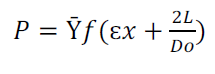 P = Ȳf(εx + 2L/Do)